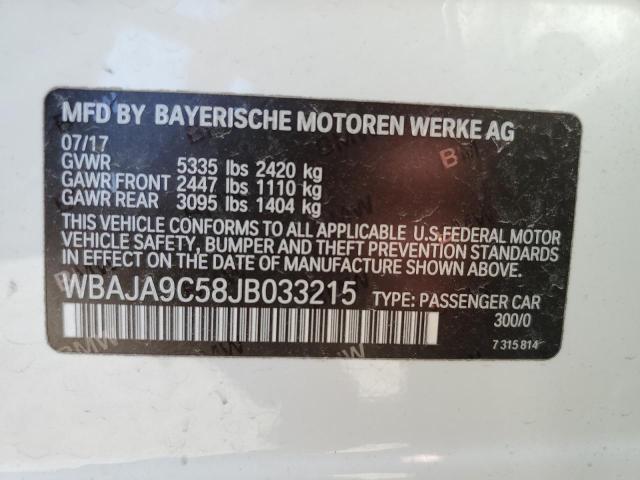 MFD BY BAYERISCHE MOTOREN WERKE AG
07/17
GVWR 5335 lbs 2420 kg
GAWR FRONT 2447 lbs 1110 kg
GAWR REAR 3095 lbs 1404 kg
THIS VEHICLE CONFORMS TO ALL APPLICABLE U.S.FEDERAL MOTOR
VEHICLE SAFETY, BUMPER AND THEFT PREVENTION STANDARDS
IN EFFECT ON THE DATE OF MANUFACTURE SHOWN ABOVE.
WBAJA9C58JB033215 TYPE: PASSENGER CAR
300/0
7 315 814